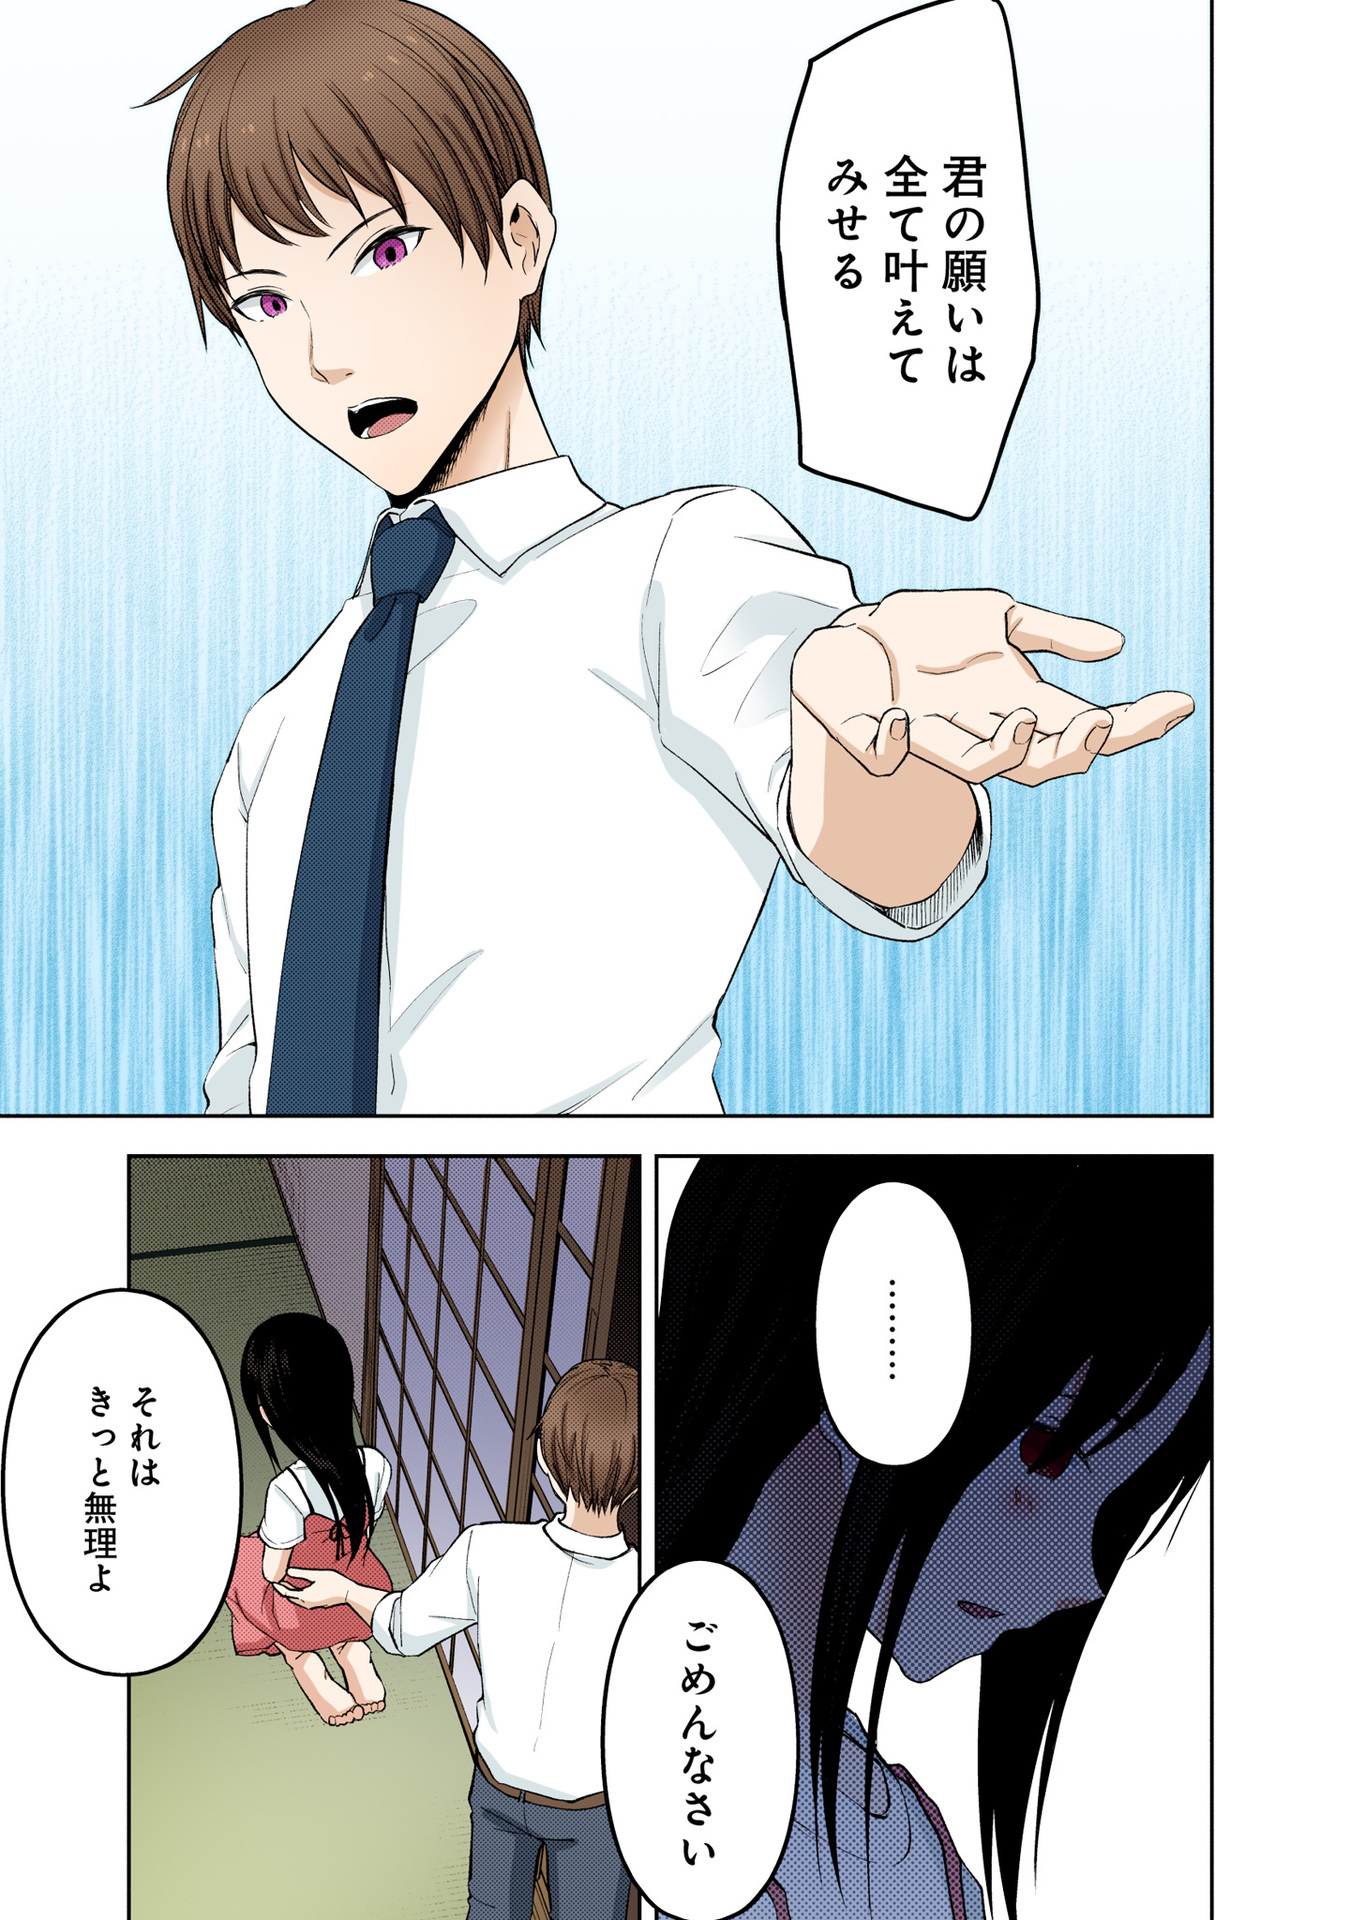 君の願いは
全て叶えて
みせる
………
ごめんなさい
それは
きっと無理よ